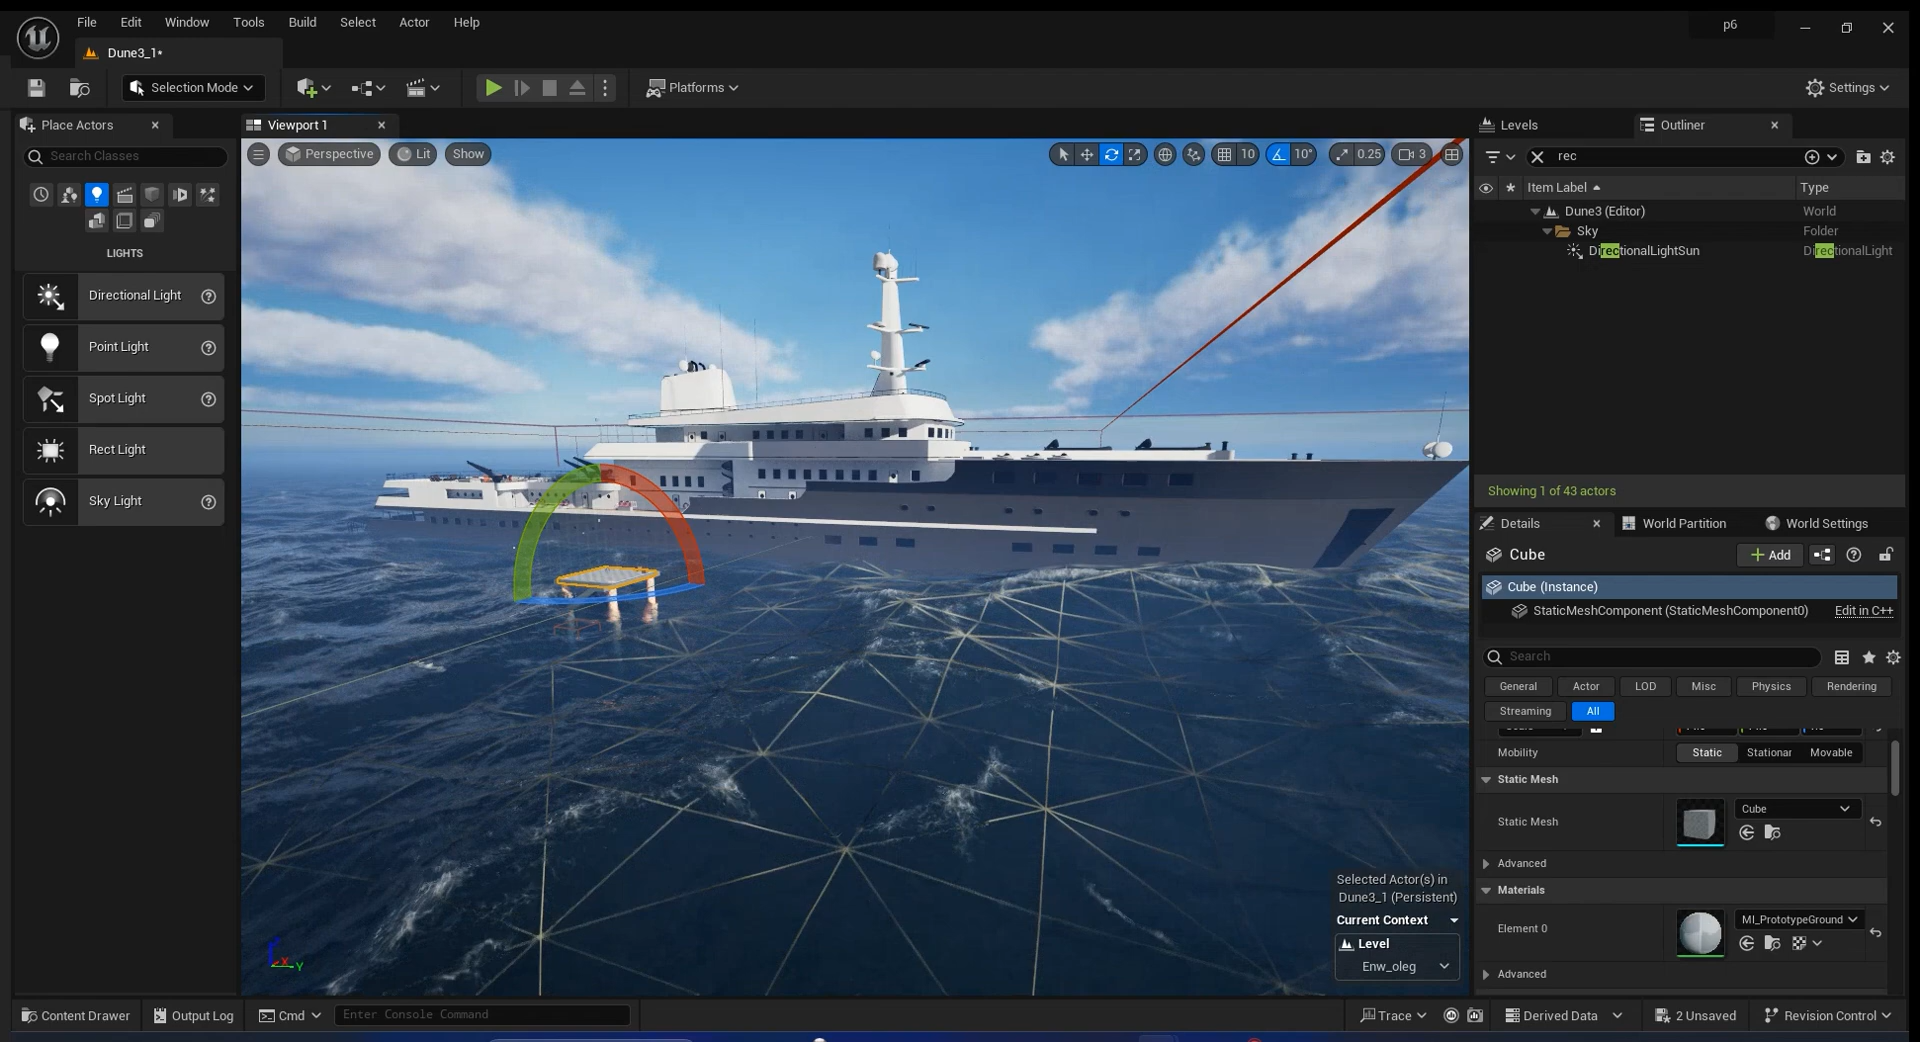 File Edit Window Tools Build Select Actor Help
p6
Dune3_1*
Selection Mode
Platforms
Settings
Place Actors
Search Classes
LIGHTS
Directional Light
Point Light
Spot Light
Rect Light
Sky Light
Viewport 1
Perspective Lit Show
10 10° 0.25 3
Selected Actor(s) in
Dune3_1 (Persistent)
Current Context
Level
Enw_oleg
X Y
Levels Outliner
rec
Item Label Type
Dune3 (Editor) World
Sky Folder
DirectionalLightSun DirectionalLight
Showing 1 of 43 actors
Details World Partition World Settings
Cube Add
Cube (Instance)
StaticMeshComponent (StaticMeshComponent0) Edit in C++
Search
General Actor LOD Misc Physics Rendering
Streaming All
Mobility Static Stationar Movable
Static Mesh
Static Mesh Cube
Advanced
Materials
Element 0 MI_PrototypeGround
Advanced
Content Drawer Output Log Cmd Enter Console Command
Trace Derived Data 2 Unsaved Revision Control